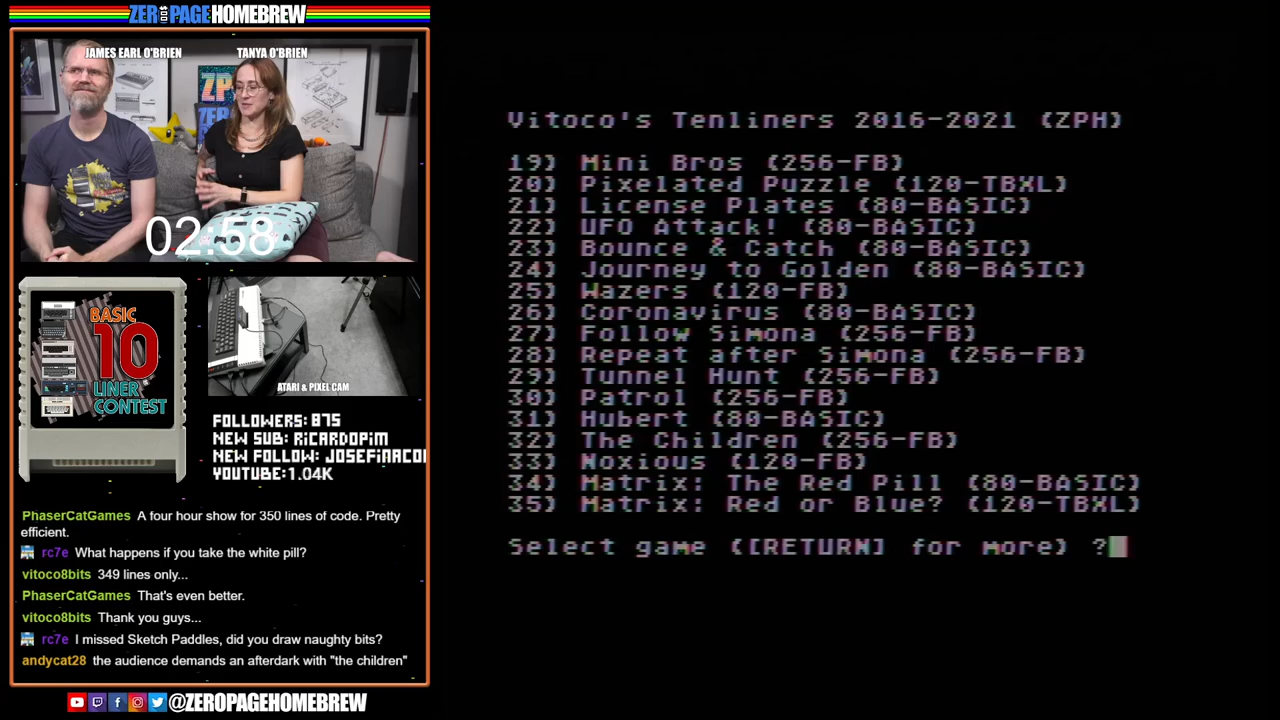 ZEROPAGE HOMEBREW
JAMES EARL O'BRIEN
TANYA O'BRIEN
ZP
02:58
BASIC
10
LINER
CONTEST
ATARI & PIXEL CAM
FOLLOWERS: 875
NEW SUB: RICARDOPIM
NEW FOLLOW: JOSEFINACOI
YOUTUBE:1.04K
PhaserCatGames A four hour show for 350 lines of code. Pretty
efficient.
rc7e What happens if you take the white pill?
vitoco8bits 349 lines only...
PhaserCatGames That's even better.
vitoco8bits Thank you guys...
rc7e I missed Sketch Paddles, did you draw naughty bits?
andycat28 the audience demands an afterdark with "the children"
@ZEROPAGEHOMEBREW
Vitoco's Tenliners 2016-2021 (ZPH)
19) Mini Bros (256-FB)
20) Pixelated Puzzle (120-TBXL)
21) License Plates (80-BASIC)
22) UFO Attack! (80-BASIC)
23) Bounce & Catch (80-BASIC)
24) Journey to Golden (80-BASIC)
25) Wazers (120-FB)
26) Coronavirus (80-BASIC)
27) Follow Simona (256-FB)
28) Repeat after Simona (256-FB)
29) Tunnel Hunt (256-FB)
30) Patrol (256-FB)
31) Hubert (80-BASIC)
32) The Children (256-FB)
33) Noxious (120-FB)
34) Matrix: The Red Pill (80-BASIC)
35) Matrix: Red or Blue? (120-TBXL)
Select game ([RETURN] for more) ?